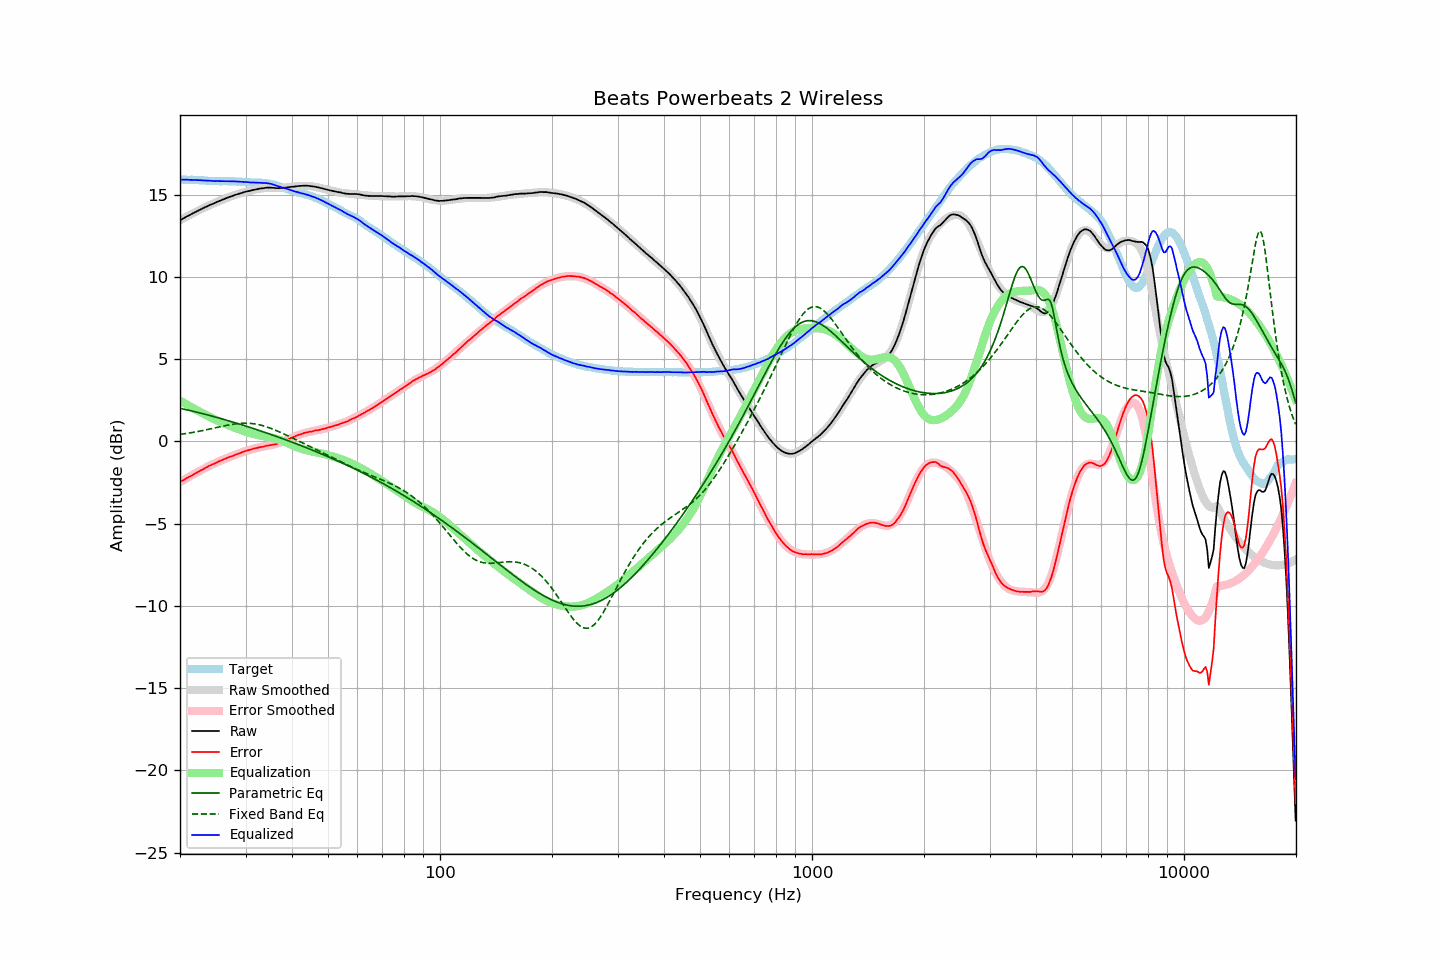 Beats Powerbeats 2 Wireless
15
10
5
0
−5
−10
−15
−20
−25
Amplitude (dBr)
Target
Raw Smoothed
Error Smoothed
Raw
Error
Equalization
Parametric Eq
Fixed Band Eq
Equalized
100
1000
10000
Frequency (Hz)